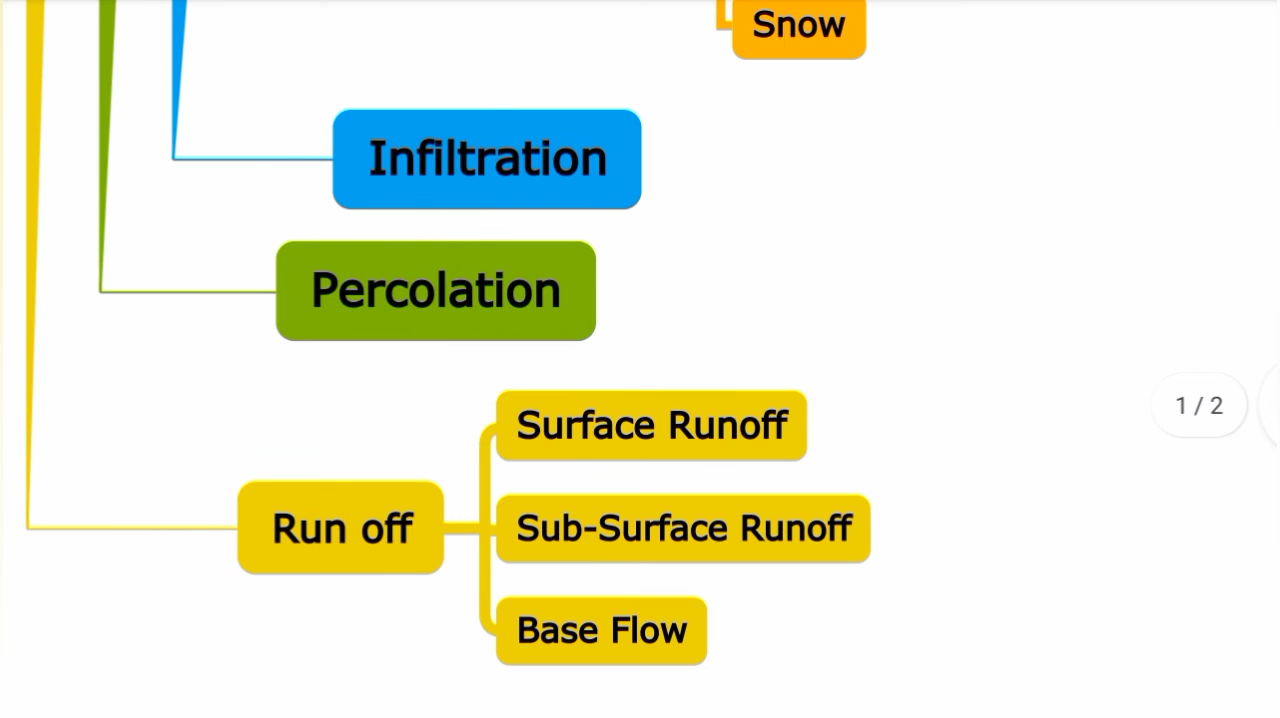 Snow
Infiltration
Percolation
Surface Runoff
Run off
Sub-Surface Runoff
Base Flow
1 / 2